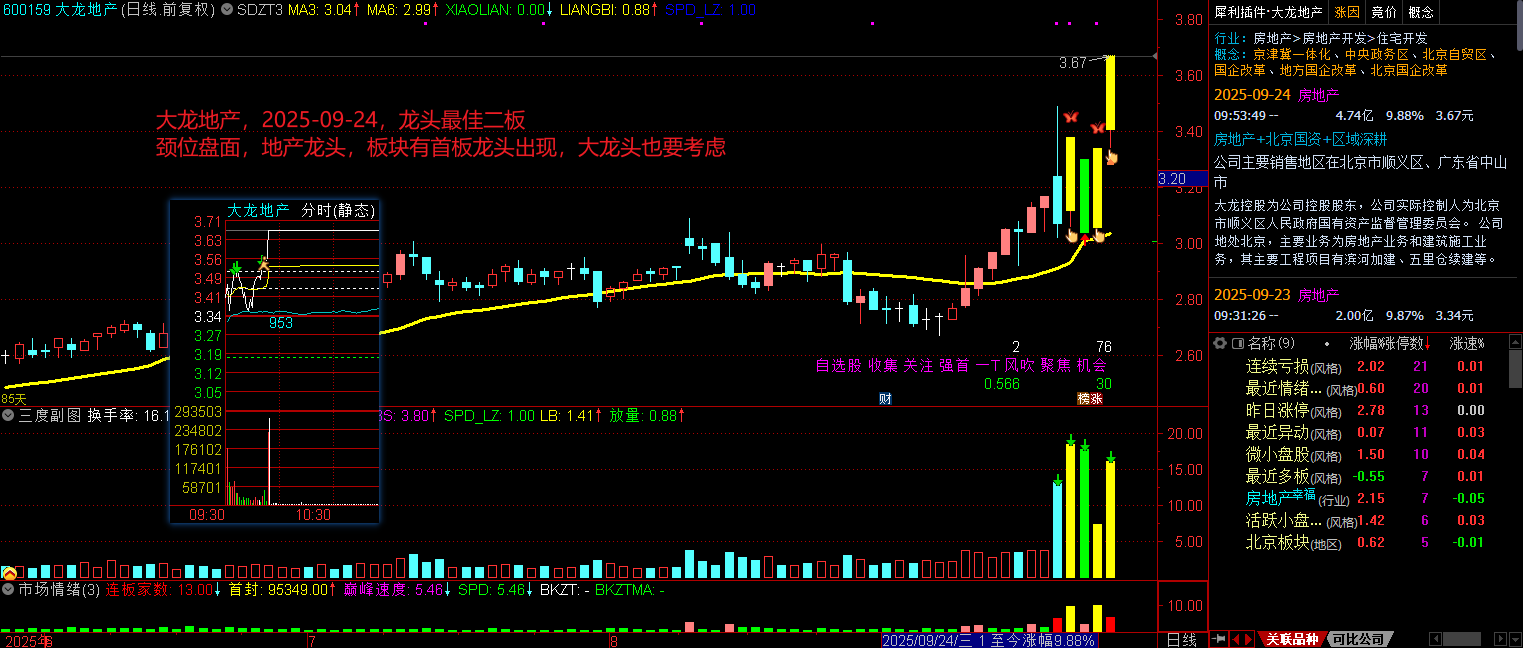 600159 大龙地产(日线.前复权) SDZT3 MA3: 3.04↑ MA6: 2.99↑ XIAOLIAN: 0.00↓ LIANGBI: 0.88↑ SPD_LZ 1.00
3.80
3.67
3.60
3.40
3.20
3.20
3.00
2.80
2.60
大龙地产，2025-09-24，龙头最佳二板
颈位盘面，地产龙头，板块有首板龙头出现，大龙头也要考虑
大龙地产 分时(静态)
3.71
3.63
3.56
3.49
3.41
3.34
3.27
3.19
3.12
3.05
953
293503
234802
176102
117401
58701
09:30 10:30
2 76
自选股 收集 关注 强首 一T风吹 聚焦 机会
0.566 30
财 榜涨
85天
三度副图 换手率: 16.1
3S: 3.80↑ SPD_LZ: 1.00 LB: 1.41↑ 放量: 0.88↑
20.00
15.00
10.00
5.00
市场情绪(3) 连板家数: 13.00↓ 首封: 95349.00↑ 巅峰速度: 5.46↓ SPD: 5.46↓ BKZT: - BKZTMA: -
10.00
2025年 6 7 8 2025/09/24/三 1 至今涨幅9.88% 日线
犀利插件·大龙地产 涨因 竞价 概念
行业: 房地产>房地产开发>住宅开发
概念: 京津冀一体化、中央政务区、北京自贸区、
国企改革、地方国企改革、北京国企改革
2025-09-24 房地产
09:53:49 -- 4.74亿 9.88% 3.67元
房地产+北京国资+区域深耕
公司主要销售地区在北京市顺义区、广东省中山
市
大龙控股为公司控股股东，公司实际控制人为北京
市顺义区人民政府国有资产监督管理委员会。 公司
地处北京，主要业务为房地产业务和建筑施工业
务，其主要工程项目有滨河加建、五里仓续建等。
2025-09-23 房地产
09:31:26 -- 2.00亿 9.87% 3.34元
名称(9) 涨幅% 涨停数↓ 涨速%
连续亏损(风格) 2.02 21 0.01
最近情绪...(风格) 0.60 20 0.01
昨日涨停(风格) 2.78 13 0.00
最近异动(风格) 0.07 11 0.03
微小盘股(风格) 1.50 10 0.04
最近多板(风格) -0.55 7 0.01
房地产幸福(行业) 2.15 7 -0.05
活跃小盘...(风格) 1.42 6 0.03
北京板块(地区) 0.62 5 -0.01
关联品种 可比公司